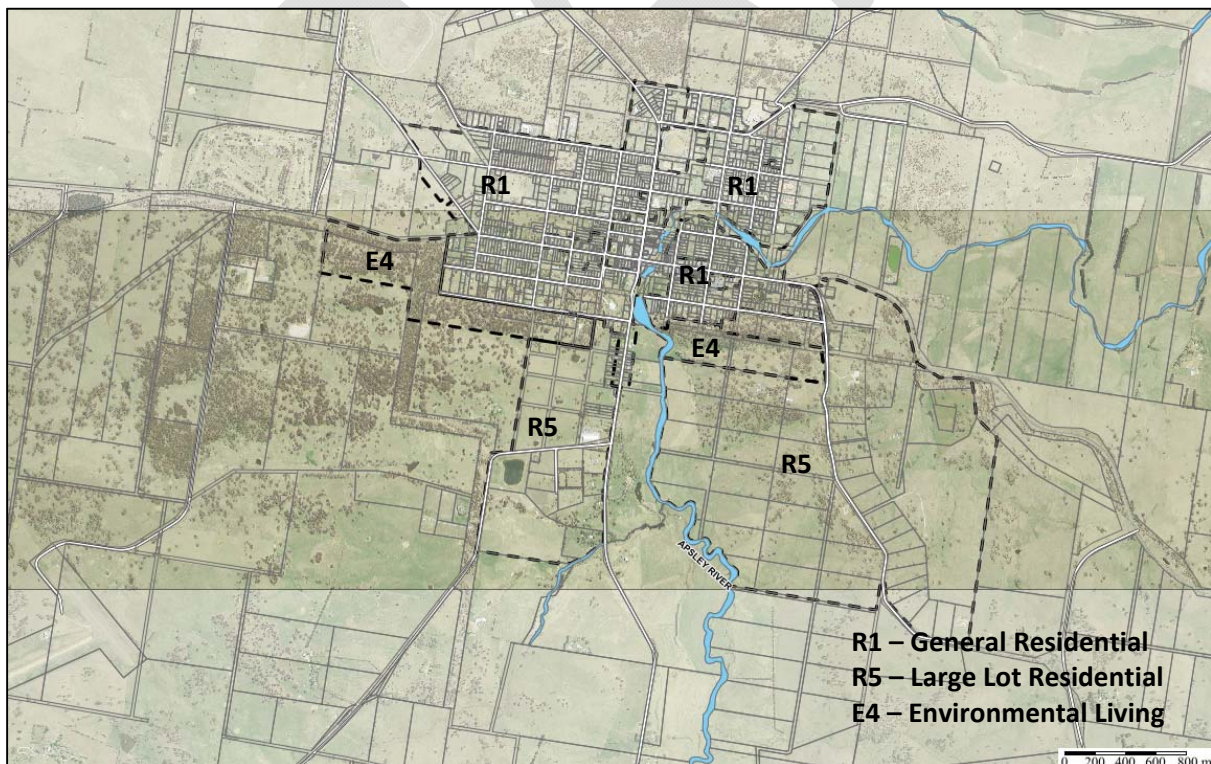 R1
R1
E4
R1
E4
R5
R5
APSLEY RIVER
R1 – General Residential
R5 – Large Lot Residential
E4 – Environmental Living
0 200 400 600 800 m